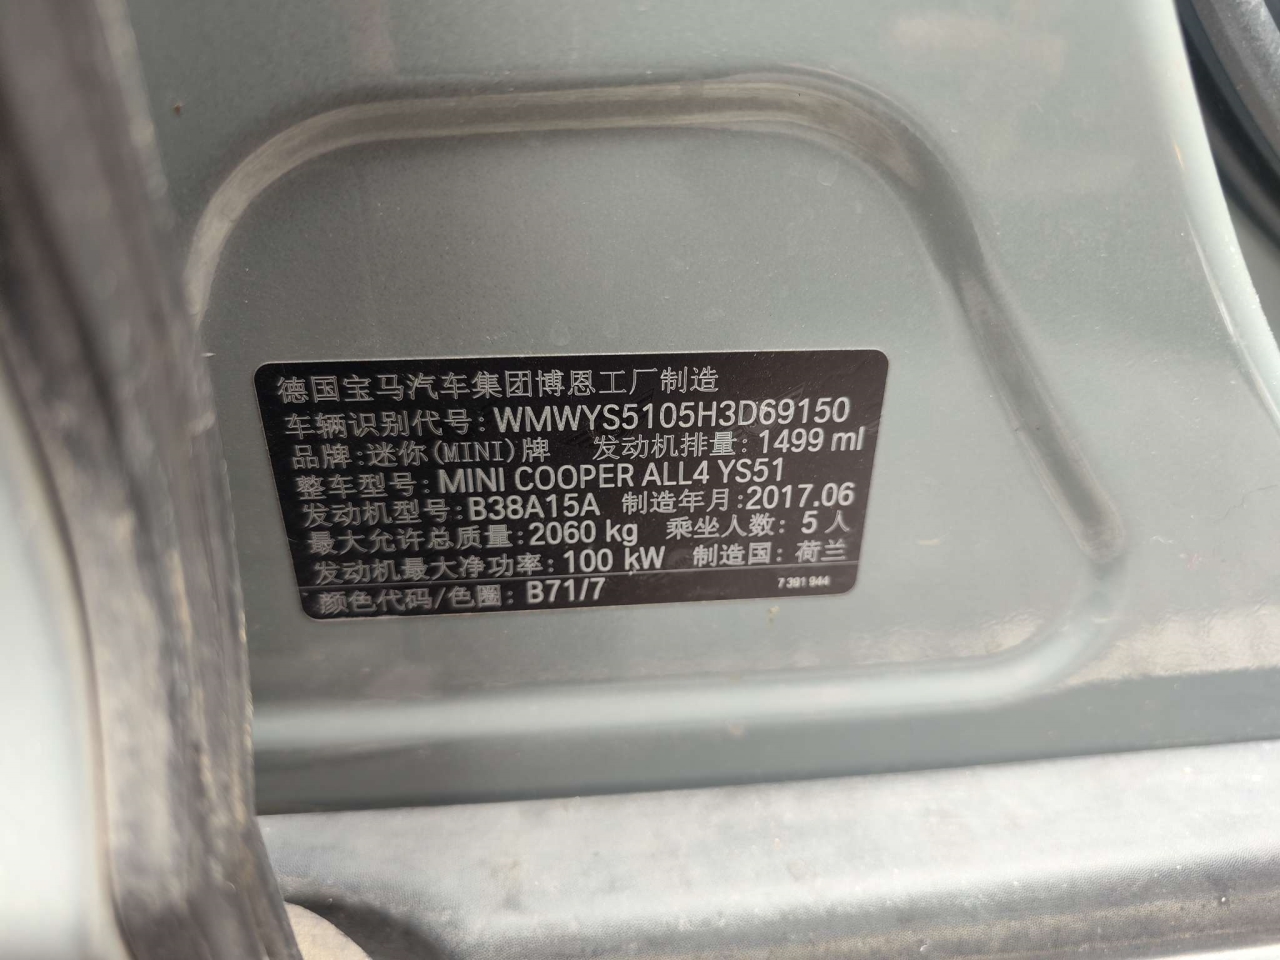 德国宝马汽车集团博恩工厂制造
车辆识别代号: WMWYS5105H3D69150
品牌:迷你(MINI)牌 发动机排量: 1499 ml
整车型号: MINI COOPER ALL4 YS51
发动机型号: B38A15A 制造年月:2017.06
最大允许总质量:2060 kg 乘坐人数: 5 人
发动机最大净功率: 100 kW 制造国: 荷兰
颜色代码/色圈: B71/7 7 391 944